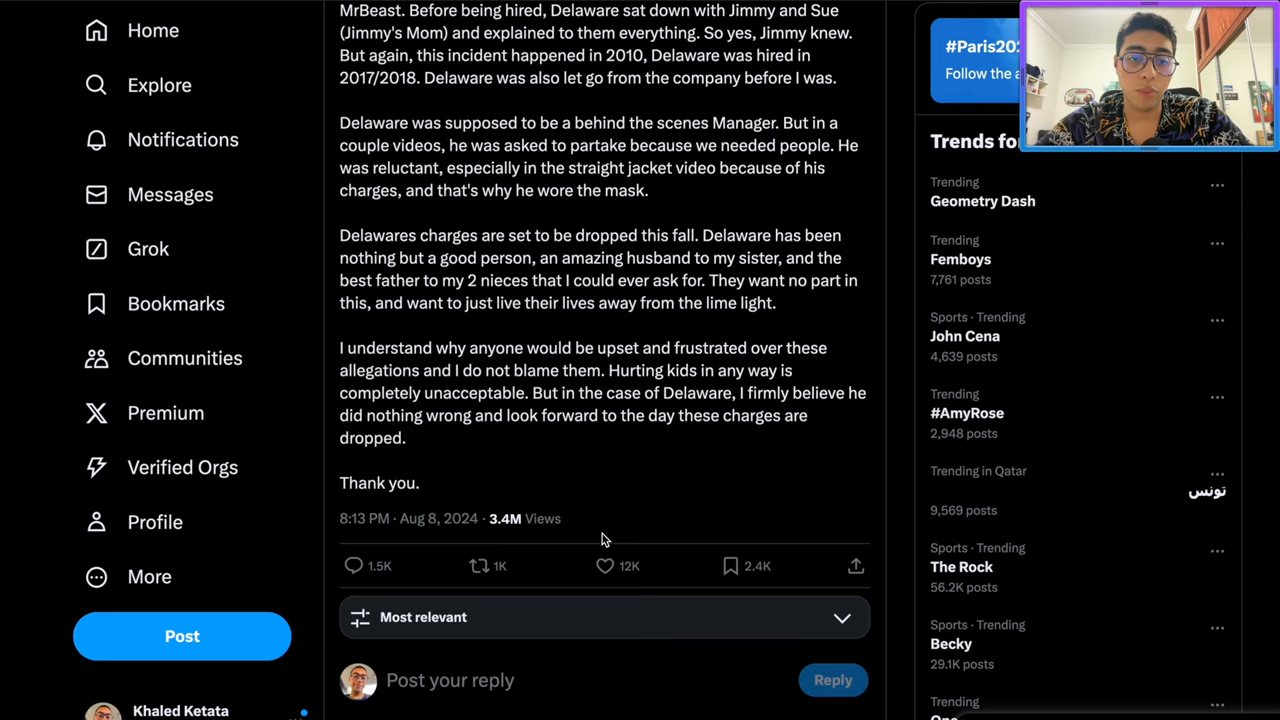 Home
Explore
Notifications
Messages
Grok
Bookmarks
Communities
Premium
Verified Orgs
Profile
More
Post
Khaled Ketata
MrBeast. Before being hired, Delaware sat down with Jimmy and Sue
(Jimmy's Mom) and explained to them everything. So yes, Jimmy knew.
But again, this incident happened in 2010, Delaware was hired in
2017/2018. Delaware was also let go from the company before I was.
Delaware was supposed to be a behind the scenes Manager. But in a
couple videos, he was asked to partake because we needed people. He
was reluctant, especially in the straight jacket video because of his
charges, and that's why he wore the mask.
Delawares charges are set to be dropped this fall. Delaware has been
nothing but a good person, an amazing husband to my sister, and the
best father to my 2 nieces that I could ever ask for. They want no part in
this, and want to just live their lives away from the lime light.
I understand why anyone would be upset and frustrated over these
allegations and I do not blame them. Hurting kids in any way is
completely unacceptable. But in the case of Delaware, I firmly believe he
did nothing wrong and look forward to the day these charges are
dropped.
Thank you.
8:13 PM · Aug 8, 2024 · 3.4M Views
1.5K 1K 12K 2.4K
Most relevant
Post your reply
Reply
Follow the
Trends
Trending
Geometry Dash
Trending
Femboys
7,761 posts
Sports · Trending
John Cena
4,639 posts
Trending
#AmyRose
2,948 posts
Trending in Qatar
تونس
9,569 posts
Sports · Trending
The Rock
56.2K posts
Sports · Trending
Becky
29.1K posts
Trending